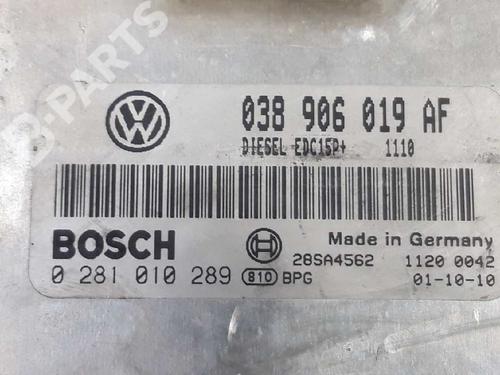 B-PARTS
VW
038 906 019 AF
DIESEL EDC15P+ 1110
BOSCH
Made in Germany
28SA4562 1120 0042
0 281 010 289 810 BPG 01-10-10